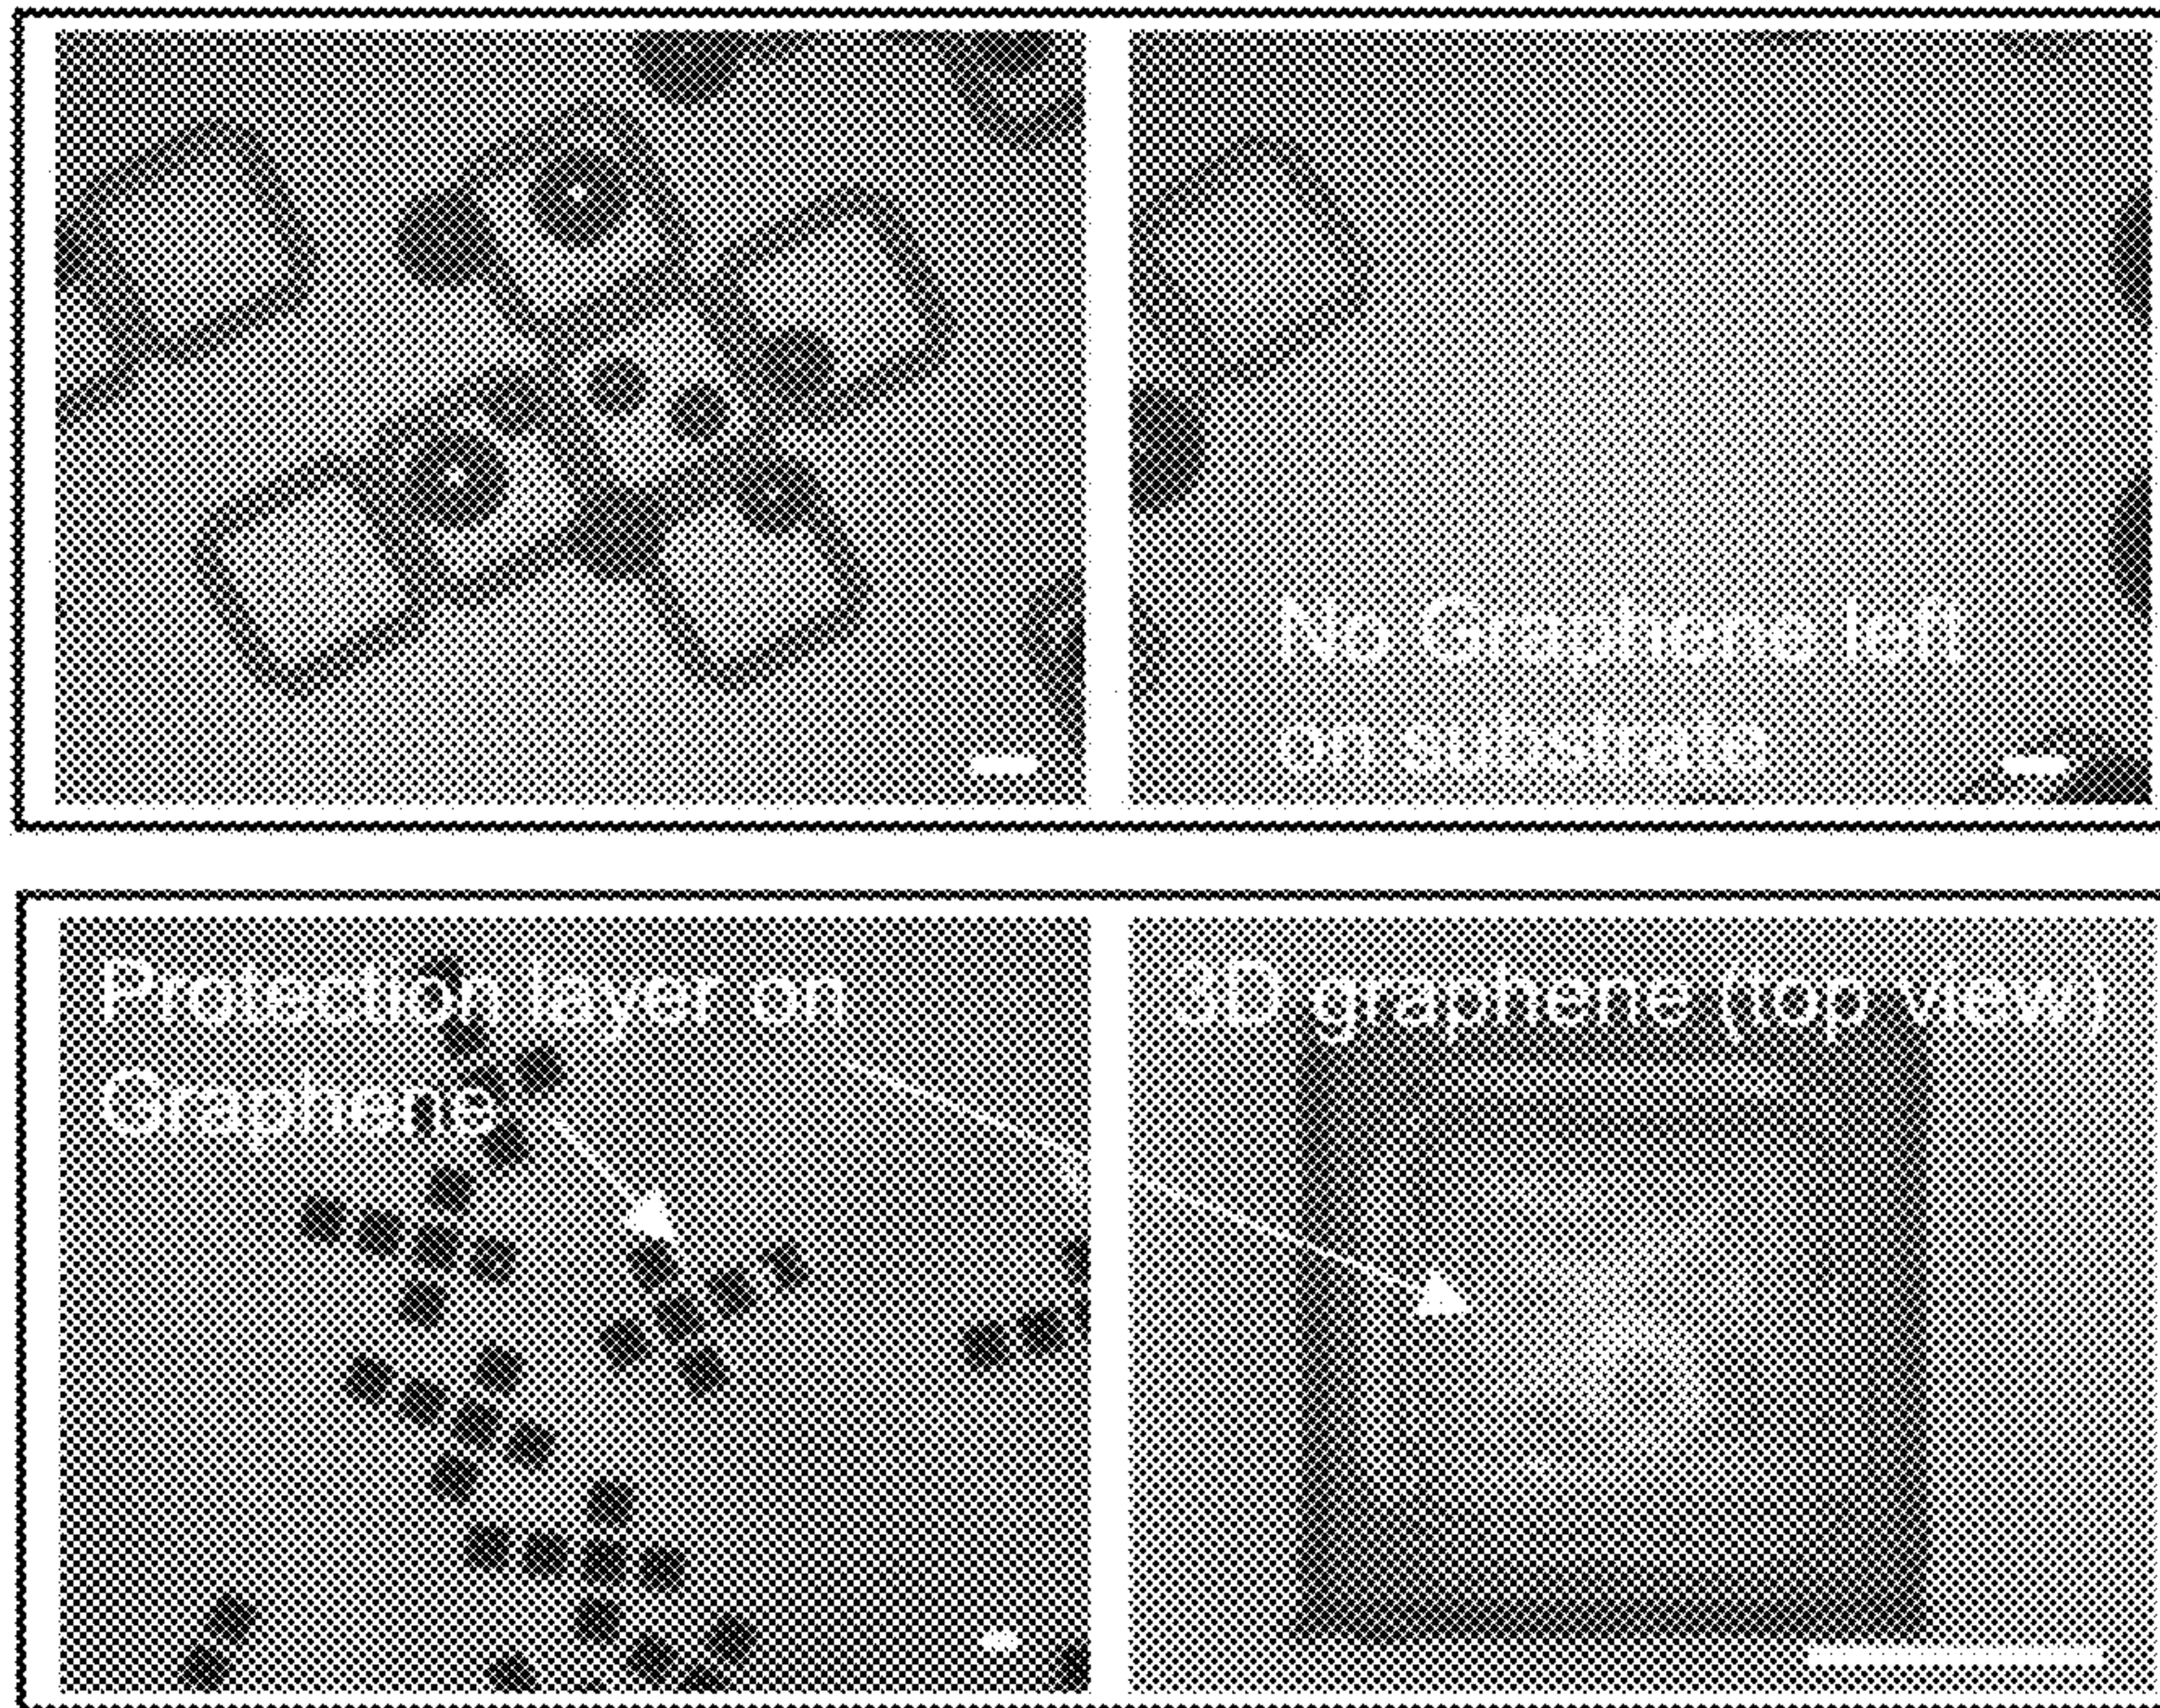 No Graphene left
on substrate
Protection layer on
Graphene
3D graphene (top view)